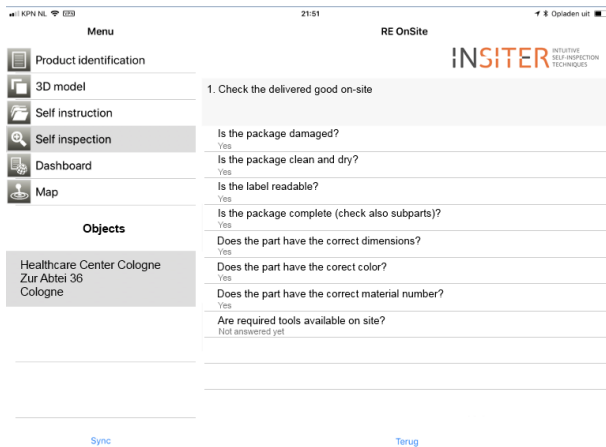 KPN NL VPN
21:51
Opladen uit
Menu
RE OnSite
INSITER
INTUITIVE
SELF-INSPECTION
TECHNIQUES
Product identification
3D model
Self instruction
Self inspection
Dashboard
Map
Objects
Healthcare Center Cologne
Zur Abtei 36
Cologne
Sync
1. Check the delivered good on-site
Is the package damaged?
Yes
Is the package clean and dry?
Yes
Is the label readable?
Yes
Is the package complete (check also subparts)?
Yes
Does the part have the correct dimensions?
Yes
Does the part have the corect color?
Yes
Does the part have the correct material number?
Yes
Are required tools available on site?
Not answered yet
Terug